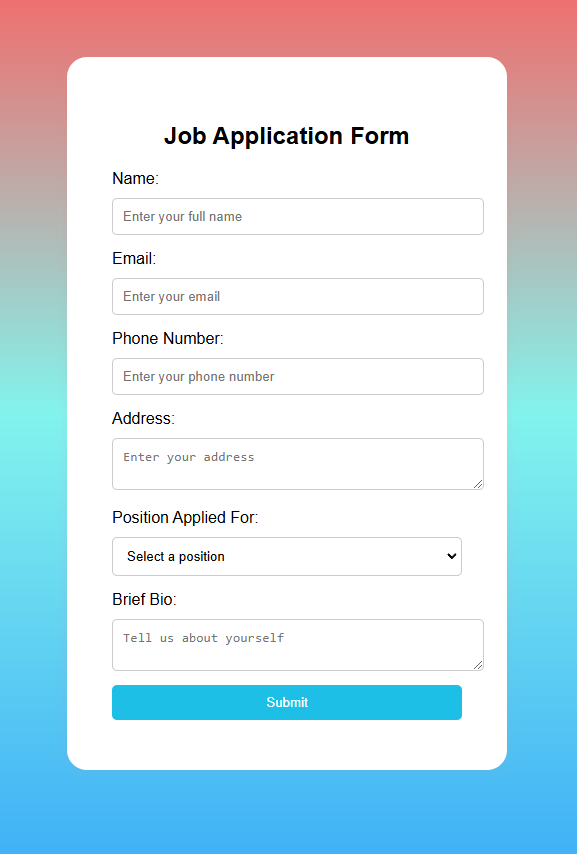 Job Application Form
Name:
Enter your full name
Email:
Enter your email
Phone Number:
Enter your phone number
Address:
Enter your address
Position Applied For:
Select a position
Brief Bio:
Tell us about yourself
Submit